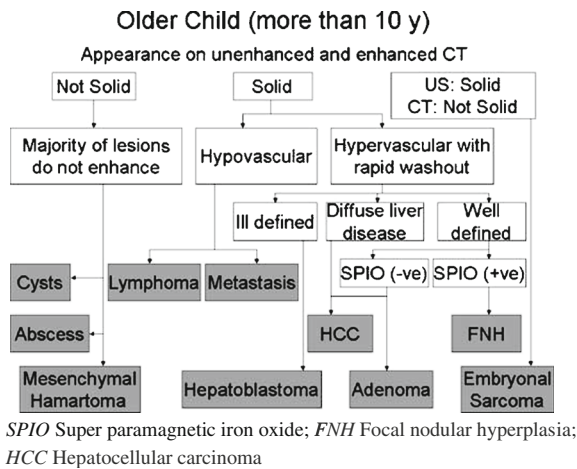 Older Child (more than 10 y)
Appearance on unenhanced and enhanced CT
Not Solid
Solid
US: Solid
CT: Not Solid
Majority of lesions
do not enhance
Hypovascular
Hypervascular with
rapid washout
Ill defined
Diffuse liver
disease
Well
defined
Cysts
Lymphoma
Metastasis
SPIO (-ve)
SPIO (+ve)
Abscess
HCC
FNH
Mesenchymal
Hamartoma
Hepatoblastoma
Adenoma
Embryonal
Sarcoma
SPIO Super paramagnetic iron oxide; FNH Focal nodular hyperplasia;
HCC Hepatocellular carcinoma